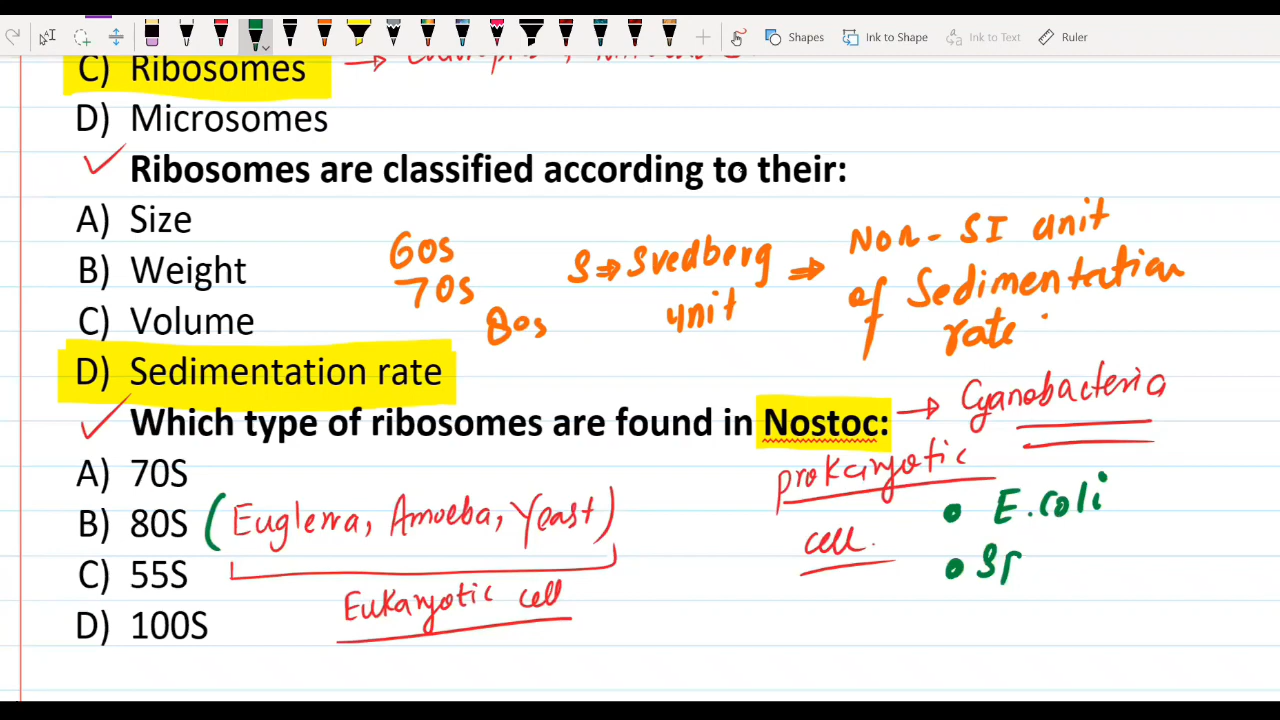 Shapes
Ink to Shape
Ink to Text
Ruler
C) Ribosomes →
D) Microsomes
Ribosomes are classified according to their:
A) Size
B) Weight
C) Volume
D) Sedimentation rate
60s
70s
80s
S ⇒ Svedberg unit ⇒ Non-SI unit of Sedimentation rate.
Which type of ribosomes are found in Nostoc: → Cyanobacteria
prokaryotic cell.
A) 70S
B) 80S (Euglena, Amoeba, Yeast)
Eukaryotic cell
C) 55S
D) 100S
• E.coli
• Sp